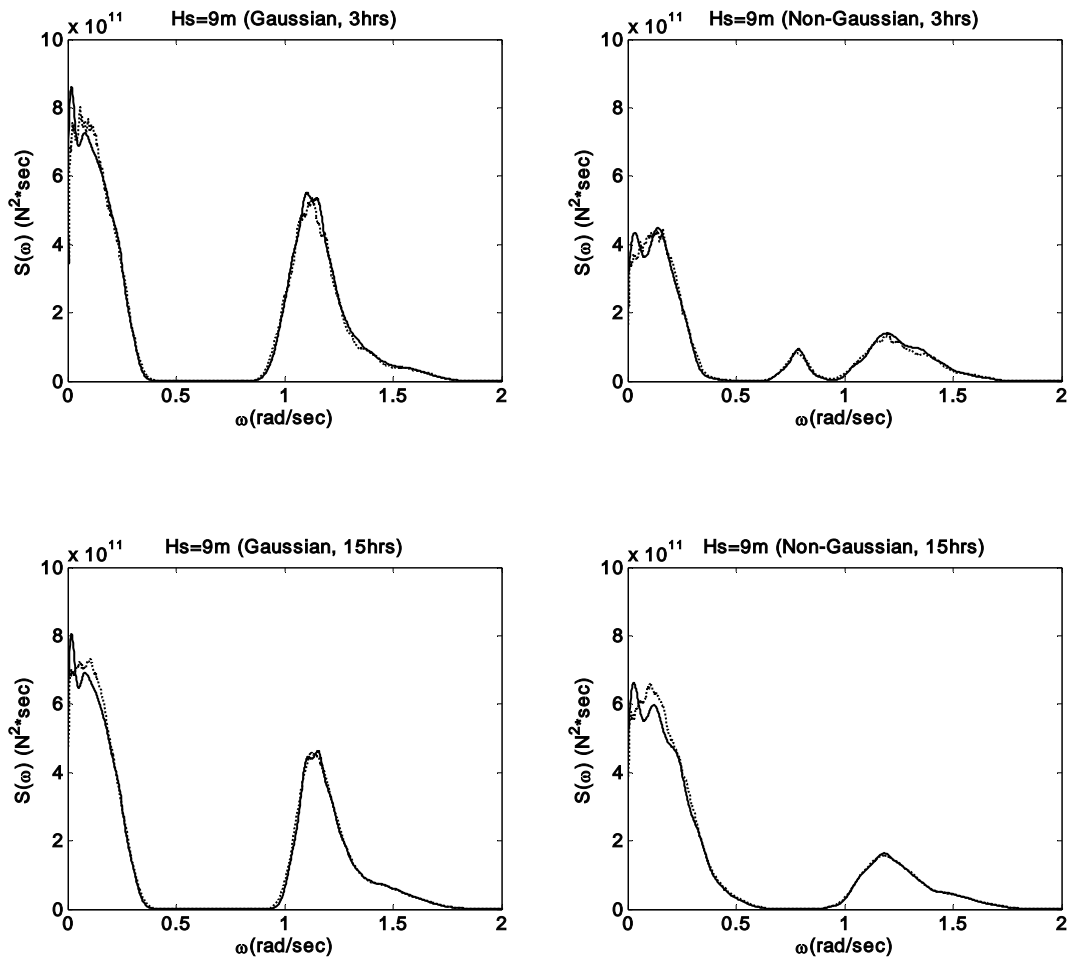 Hs=9m (Gaussian, 3hrs)
x 10^11
10
8
6
4
2
0
S(ω) (N^2*sec)
0 0.5 1 1.5 2
ω(rad/sec)
Hs=9m (Non-Gaussian, 3hrs)
x 10^11
10
8
6
4
2
0
S(ω) (N^2*sec)
0 0.5 1 1.5 2
ω(rad/sec)
Hs=9m (Gaussian, 15hrs)
x 10^11
10
8
6
4
2
0
S(ω) (N^2*sec)
0 0.5 1 1.5 2
ω(rad/sec)
Hs=9m (Non-Gaussian, 15hrs)
x 10^11
10
8
6
4
2
0
S(ω) (N^2*sec)
0 0.5 1 1.5 2
ω(rad/sec)